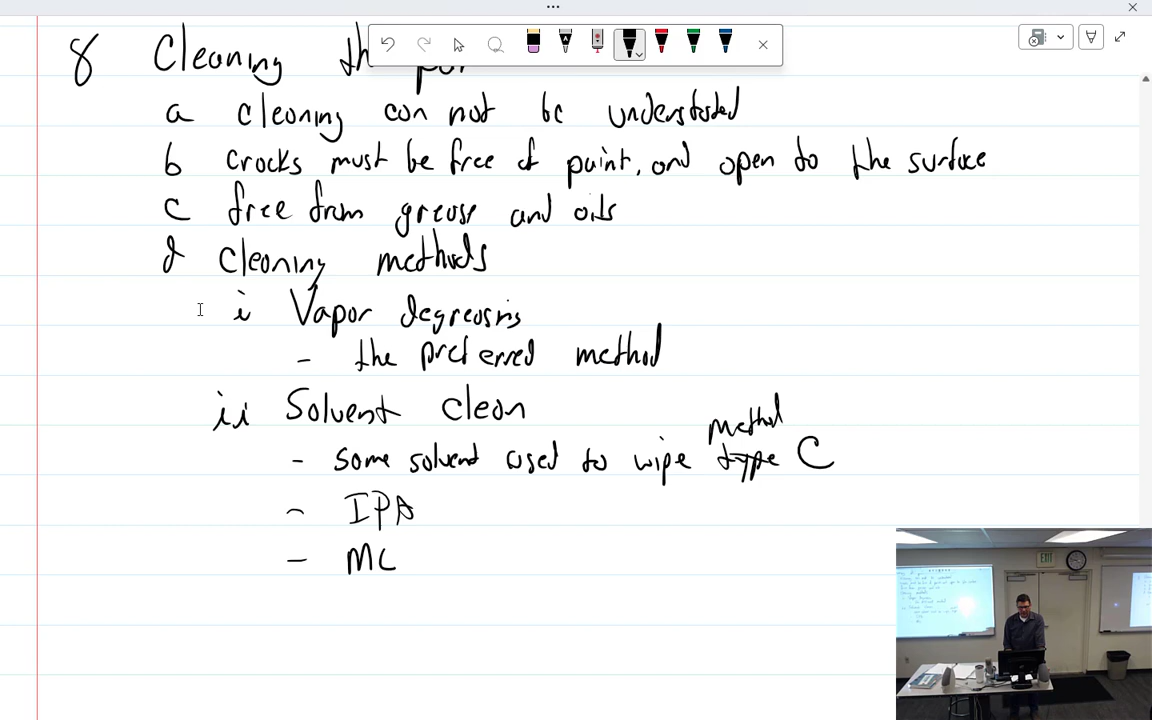 8 Cleaning the part
a cleaning can not be understated
b cracks must be free of paint, and open to the surface
c free from grease and oils
d cleaning methods
i Vapor degreasing
- the preferred method
ii Solvent clean
- some solvent used to wipe method type C
- IPA
- MC
EXIT